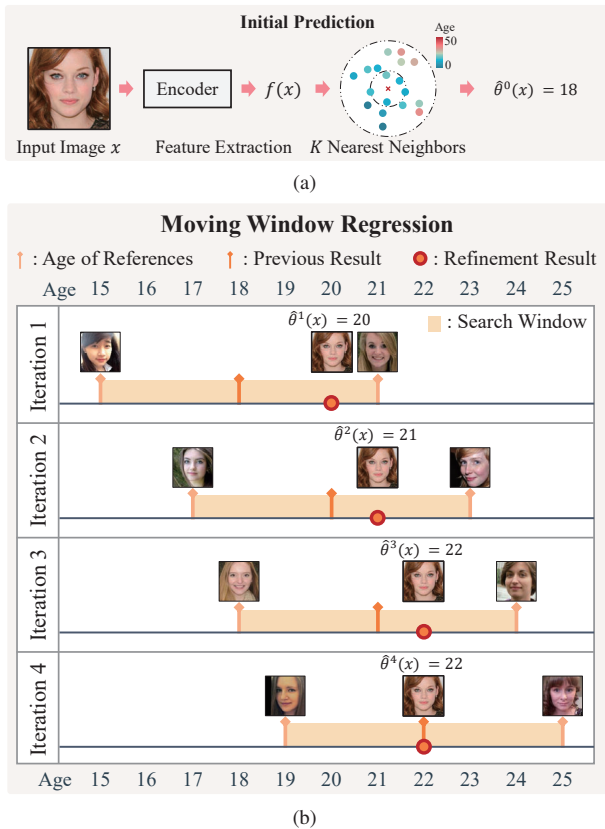 Initial Prediction
Age
50
0
Encoder
f(x)
θ̂⁰(x) = 18
Input Image x
Feature Extraction
K Nearest Neighbors
(a)
Moving Window Regression
: Age of References
: Previous Result
: Refinement Result
Age 15 16 17 18 19 20 21 22 23 24 25
Iteration 1
θ̂¹(x) = 20
: Search Window
Iteration 2
θ̂²(x) = 21
Iteration 3
θ̂³(x) = 22
Iteration 4
θ̂⁴(x) = 22
Age 15 16 17 18 19 20 21 22 23 24 25
(b)